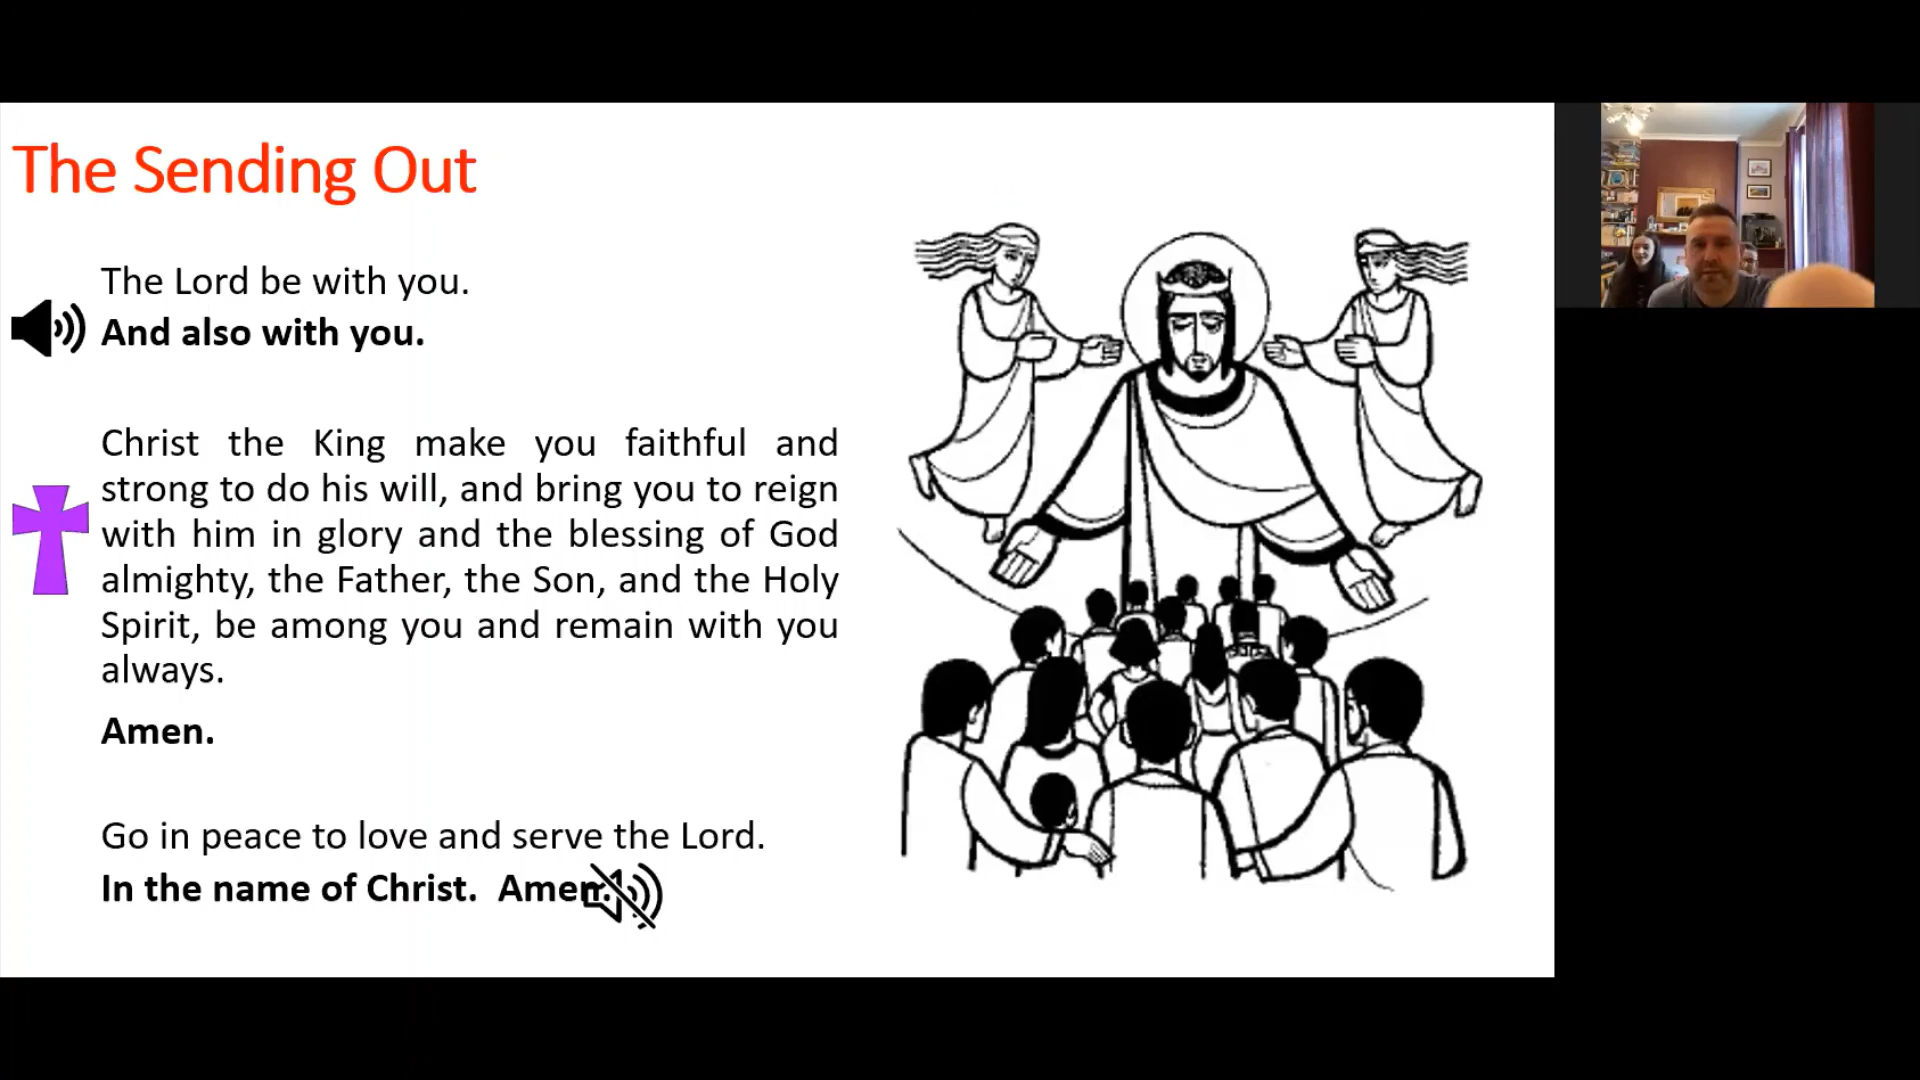 The Sending Out
The Lord be with you.
And also with you.
Christ the King make you faithful and
strong to do his will, and bring you to reign
with him in glory and the blessing of God
almighty, the Father, the Son, and the Holy
Spirit, be among you and remain with you
always.
Amen.
Go in peace to love and serve the Lord.
In the name of Christ.  Amen.